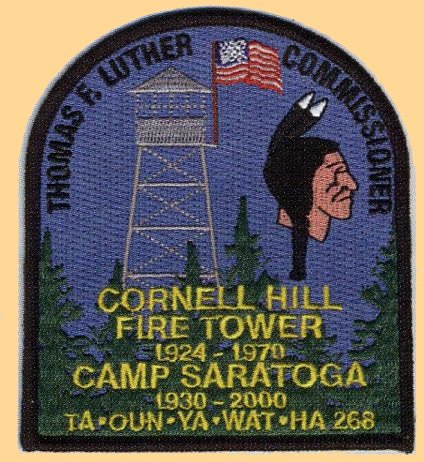 THOMAS F. LUTHER COMMISSIONER
CORNELL HILL
FIRE TOWER
1924 - 1970
CAMP SARATOGA
1930 - 2000
TA•OUN•YA•WAT•HA 268